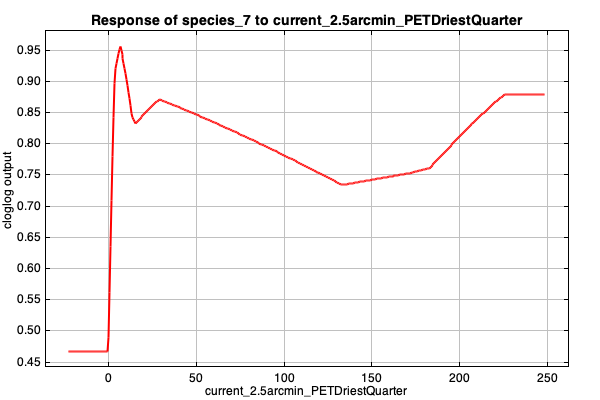 Response of species_7 to current_2.5arcmin_PETDriestQuarter
0.95
0.90
0.85
0.80
0.75
0.70
0.65
0.60
0.55
0.50
0.45
cloglog output
0 50 100 150 200 250
current_2.5arcmin_PETDriestQuarter